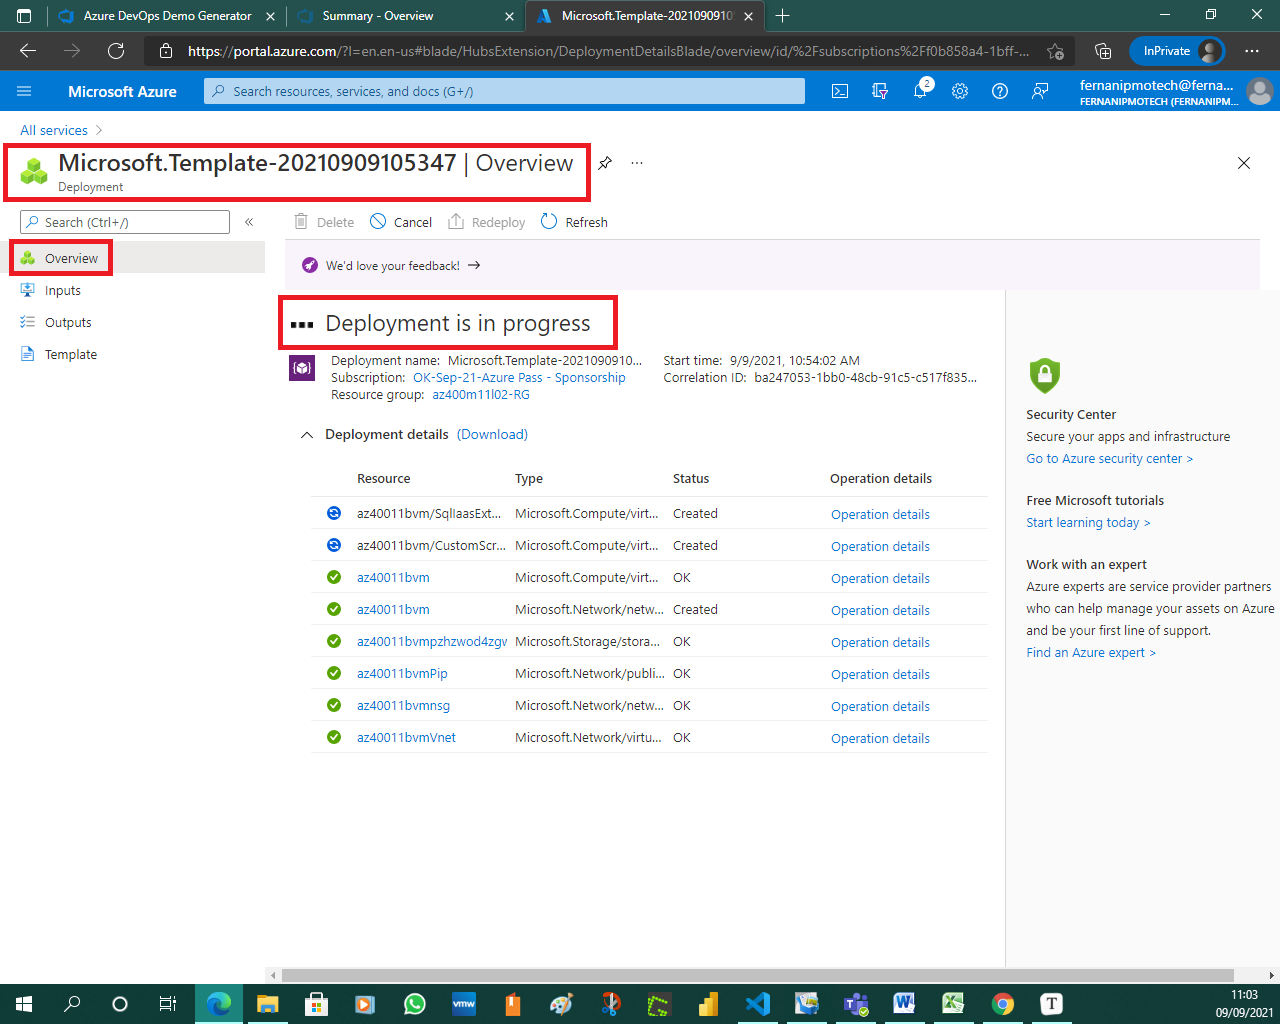 Azure DevOps Demo Generator
Summary - Overview
Microsoft.Template-2021090910
https://portal.azure.com/?l=en.en-us#blade/HubsExtension/DeploymentDetailsBlade/overview/id/%2Fsubscriptions%2Ff0b858a4-1bff-...
InPrivate
Microsoft Azure
Search resources, services, and docs (G+/)
2
fernanipmotech@ferna...
FERNANIPMOTECH (FERNANIPM...
All services
Microsoft.Template-20210909105347 | Overview
Deployment
Search (Ctrl+/)
Delete
Cancel
Redeploy
Refresh
Overview
Inputs
Outputs
Template
We'd love your feedback!
Deployment is in progress
Deployment name: Microsoft.Template-2021090910...
Subscription: OK-Sep-21-Azure Pass - Sponsorship
Resource group: az400m11l02-RG
Start time: 9/9/2021, 10:54:02 AM
Correlation ID: ba247053-1bb0-48cb-91c5-c517f835...
Deployment details (Download)
Resource Type Status Operation details
az40011bvm/SqlIaasExt... Microsoft.Compute/virt... Created Operation details
az40011bvm/CustomScr... Microsoft.Compute/virt... Created Operation details
az40011bvm Microsoft.Compute/virt... OK Operation details
az40011bvm Microsoft.Network/netw... Created Operation details
az40011bvmpzhzwod4zgw Microsoft.Storage/stora... OK Operation details
az40011bvmPip Microsoft.Network/publi... OK Operation details
az40011bvmnsg Microsoft.Network/netw... OK Operation details
az40011bvmVnet Microsoft.Network/virtu... OK Operation details
Security Center
Secure your apps and infrastructure
Go to Azure security center >
Free Microsoft tutorials
Start learning today >
Work with an expert
Azure experts are service provider partners
who can help manage your assets on Azure
and be your first line of support.
Find an Azure expert >
vmw
T
11:03
09/09/2021